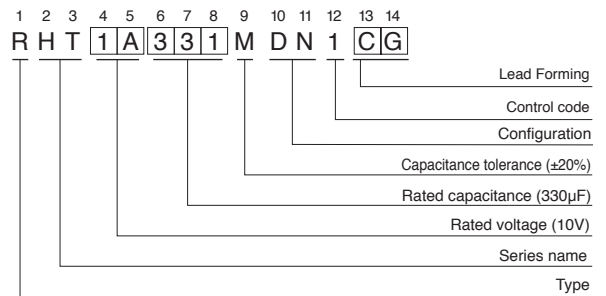 1 2 3 4 5 6 7 8 9 10 11 12 13 14
R H T 1 A 3 3 1 M D N 1 C G
Lead Forming
Control code
Configuration
Capacitance tolerance (±20%)
Rated capacitance (330µF)
Rated voltage (10V)
Series name
Type